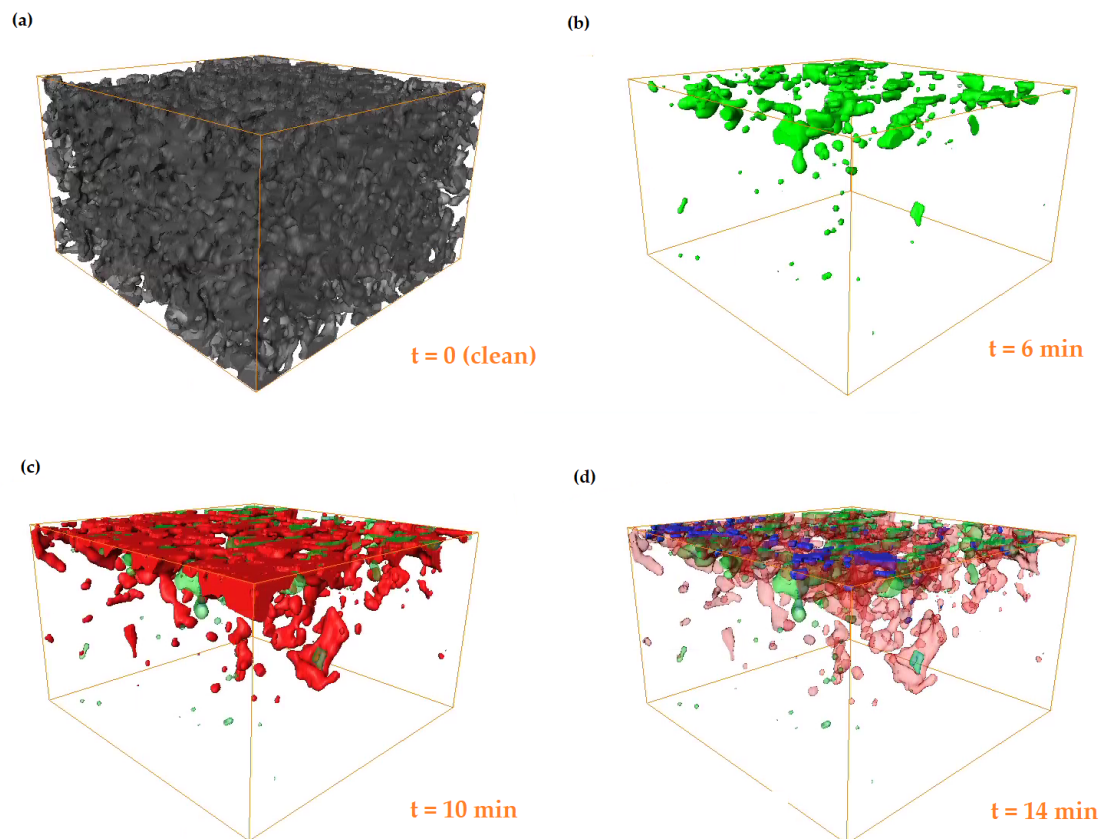 (a)
(b)
t = 0 (clean)
t = 6 min
(c)
(d)
t = 10 min
t = 14 min